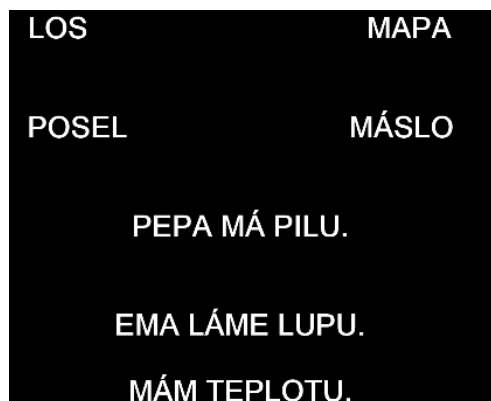 LOS MAPA
POSEL MÁSLO
PEPA MÁ PILU.
EMA LÁME LUPU.
MÁM TEPLOTU.